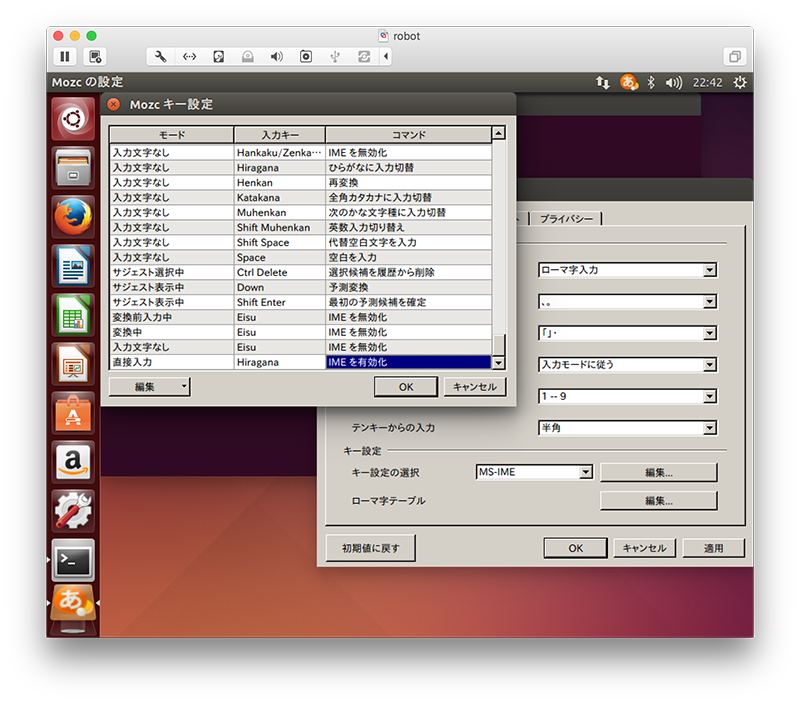 robot
Mozc の設定
22:42
Mozc キー設定
モード 入力キー コマンド
入力文字なし Hankaku/Zenka… IME を無効化
入力文字なし Hiragana ひらがなに入力切替
入力文字なし Henkan 再変換
入力文字なし Katakana 全角カタカナに入力切替
入力文字なし Muhenkan 次のかな文字種に入力切替
入力文字なし Shift Muhenkan 英数入力切り替え
入力文字なし Shift Space 代替空白文字を入力
入力文字なし Space 空白を入力
サジェスト選択中 Ctrl Delete 選択候補を履歴から削除
サジェスト表示中 Down 予測変換
サジェスト表示中 Shift Enter 最初の予測候補を確定
変換前入力中 Eisu IME を無効化
変換中 Eisu IME を無効化
入力文字なし Eisu IME を無効化
直接入力 Hiragana IME を有効化
編集 OK キャンセル
プライバシー
ローマ字入力
、。
「」・
入力モードに従う
1 -- 9
テンキーからの入力 半角
キー設定
キー設定の選択 MS-IME 編集...
ローマ字テーブル 編集...
初期値に戻す OK キャンセル 適用